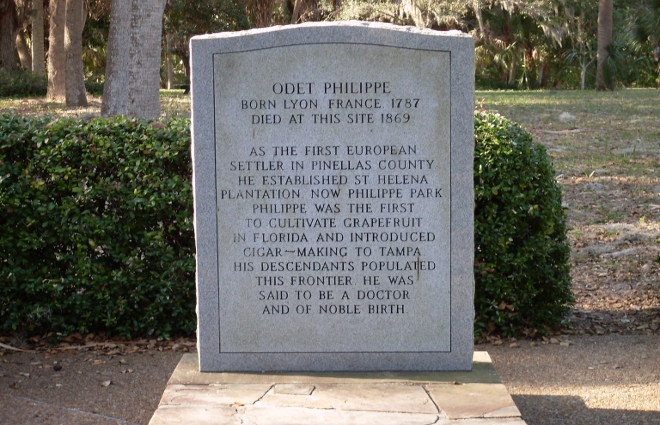 ODET PHILIPPE
BORN LYON, FRANCE, 1787
DIED AT THIS SITE 1869
AS THE FIRST EUROPEAN
SETTLER IN PINELLAS COUNTY
HE ESTABLISHED ST. HELENA
PLANTATION, NOW PHILIPPE PARK.
PHILIPPE WAS THE FIRST
TO CULTIVATE GRAPEFRUIT
IN FLORIDA AND INTRODUCED
CIGAR-MAKING TO TAMPA.
HIS DESCENDANTS POPULATED
THIS FRONTIER. HE WAS
SAID TO BE A DOCTOR
AND OF NOBLE BIRTH.